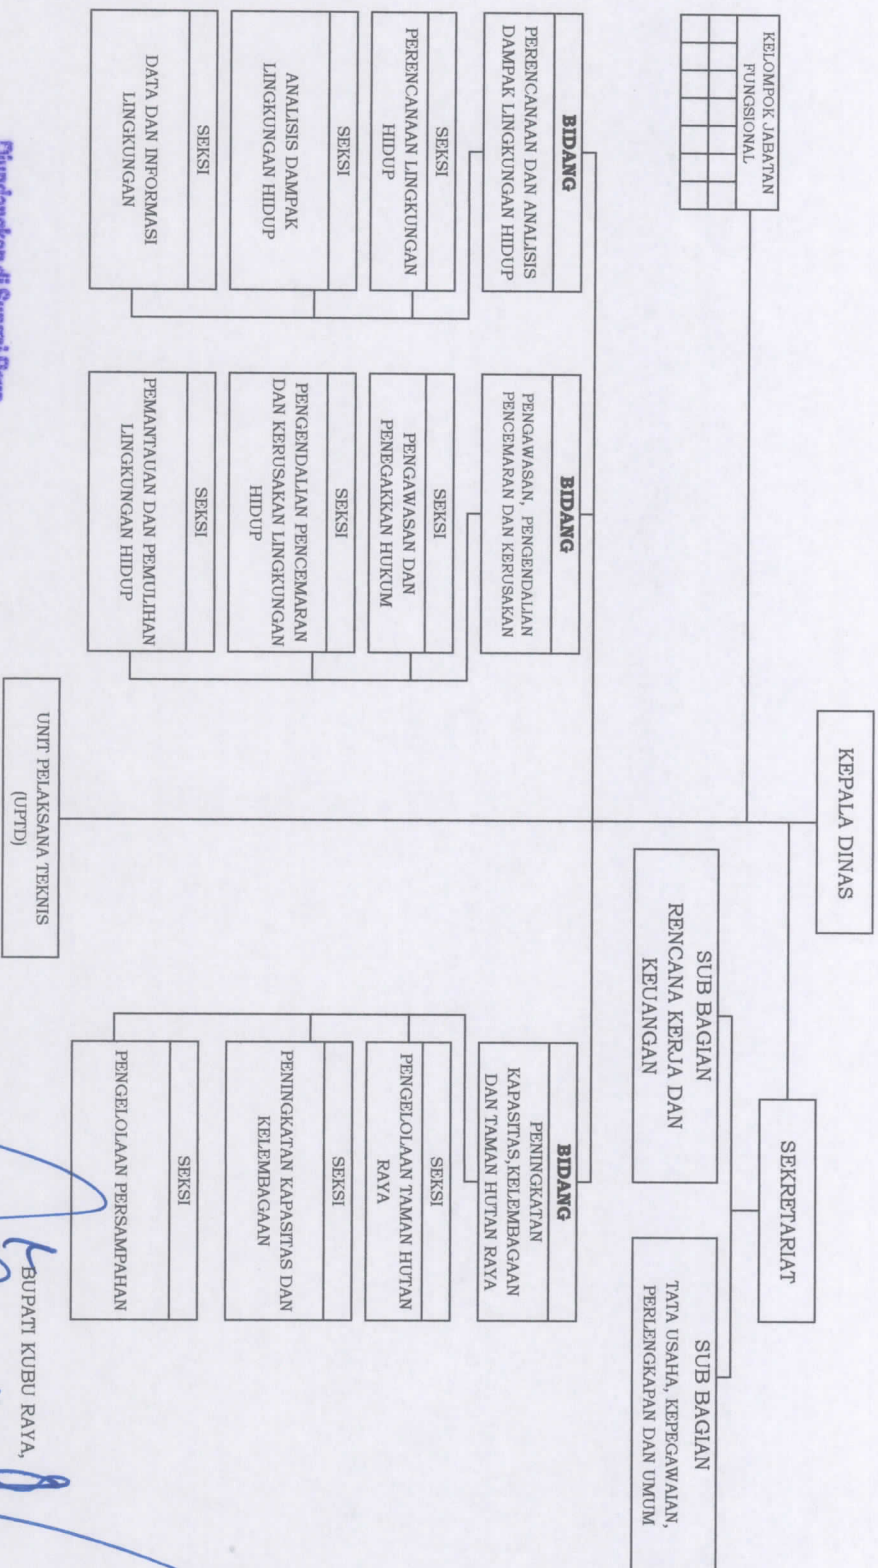 KEPALA DINAS
KELOMPOK JABATAN
FUNGSIONAL
SEKRETARIAT
SUB BAGIAN
RENCANA KERJA DAN
KEUANGAN
SUB BAGIAN
TATA USAHA, KEPEGAWAIAN,
PERLENGKAPAN DAN UMUM
BIDANG
PERENCANAAN DAN ANALISIS
DAMPAK LINGKUNGAN HIDUP
SEKSI
PERENCANAAN LINGKUNGAN
HIDUP
SEKSI
ANALISIS DAMPAK
LINGKUNGAN HIDUP
SEKSI
DATA DAN INFORMASI
LINGKUNGAN
BIDANG
PENGAWASAN, PENGENDALIAN
PENCEMARAN DAN KERUSAKAN
SEKSI
PENGAWASAN DAN
PENEGAKKAN HUKUM
SEKSI
PENGENDALIAN PENCEMARAN
DAN KERUSAKAN LINGKUNGAN
HIDUP
SEKSI
PEMANTAUAN DAN PEMULIHAN
LINGKUNGAN HIDUP
BIDANG
PENINGKATAN
KAPASITAS,KELEMBAGAAN
DAN TAMAN HUTAN RAYA
SEKSI
PENGELOLAAN TAMAN HUTAN
RAYA
SEKSI
PENINGKATAN KAPASITAS DAN
KELEMBAGAAN
SEKSI
PENGELOLAAN PERSAMPAHAN
UNIT PELAKSANA TEKNIS
(UPTD)
BUPATI KUBU RAYA,